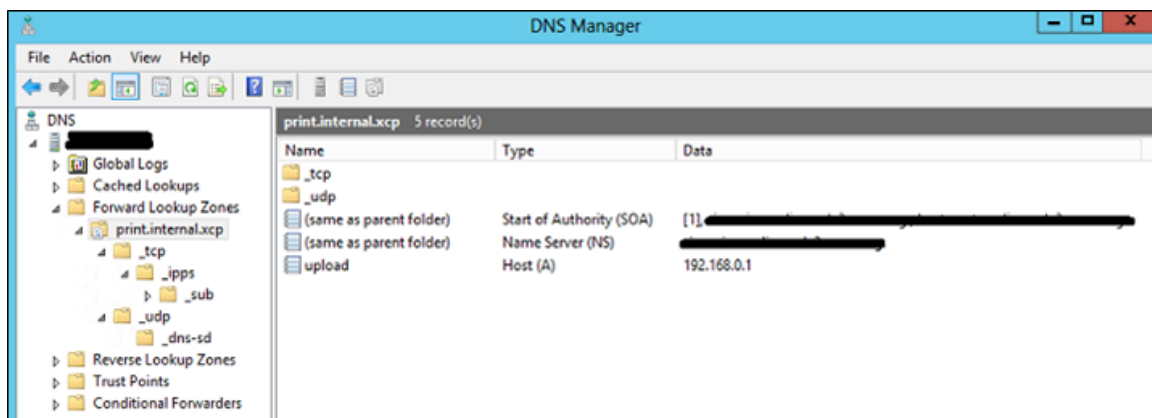 DNS Manager
File Action View Help
DNS
Global Logs
Cached Lookups
Forward Lookup Zones
print.internal.xcp
_tcp
_ipps
_sub
_udp
_dns-sd
Reverse Lookup Zones
Trust Points
Conditional Forwarders
print.internal.xcp 5 record(s)
Name Type Data
_tcp
_udp
(same as parent folder) Start of Authority (SOA) [1],
(same as parent folder) Name Server (NS)
upload Host (A) 192.168.0.1